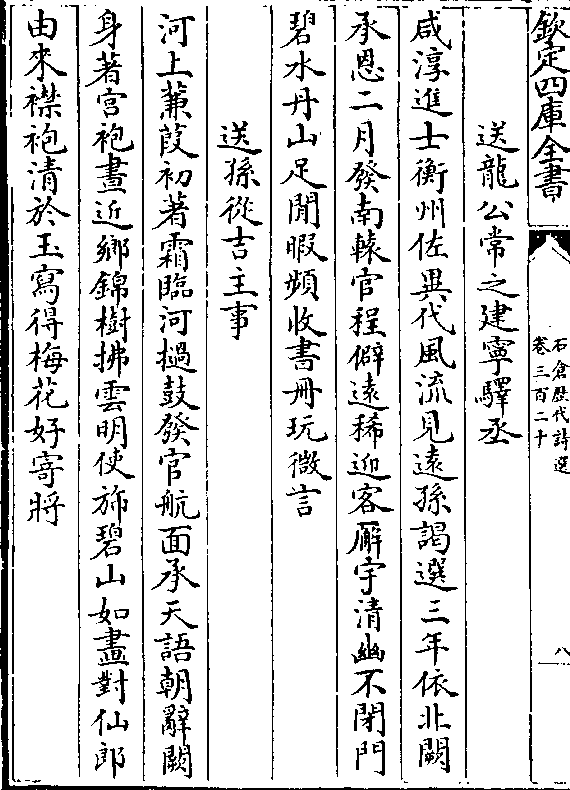 欽定四庫全書
石倉歷代詩選
卷三百二十
八
送龍公常之建寧驛丞
咸淳進士衡州佐異代風流見遠孫謁選三年依北闕
承恩二月發南轅官程僻遠稀迎客廨宇清幽不閉門
碧水丹山足閒暇頻收書冊玩微言
送孫從吉主事
河上蒹葭初著霜臨河撾鼓發官航面承天語朝辭闕
身著宫袍晝近鄉錦樹拂雲明使旆碧山如畫對仙郎
由來襟袍清於玉寫得梅花好寄將